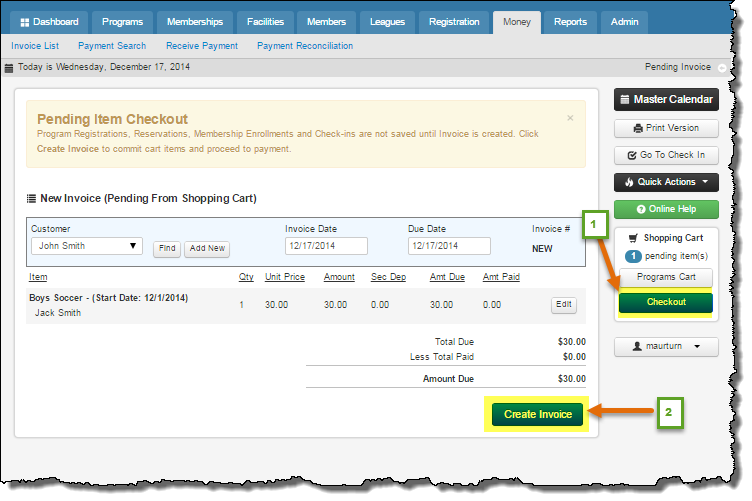 Dashboard Programs Memberships Facilities Members Leagues Registration Money Reports Admin
Invoice List Payment Search Receive Payment Payment Reconciliation
Today is Wednesday, December 17, 2014 Pending Invoice
Pending Item Checkout ×
Program Registrations, Reservations, Membership Enrollments and Check-ins are not saved until Invoice is created. Click
Create Invoice to commit cart items and proceed to payment.
New Invoice (Pending From Shopping Cart)
Customer Invoice Date Due Date Invoice #
John Smith Find Add New 12/17/2014 12/17/2014 NEW
Item Qty Unit Price Amount Sec Dep Amt Due Amt Paid
Boys Soccer - (Start Date: 12/1/2014) 1 30.00 30.00 0.00 30.00 0.00 Edit
Jack Smith
Total Due $30.00
Less Total Paid $0.00
Amount Due $30.00
Create Invoice
2
Master Calendar
Print Version
Go To Check In
Quick Actions
Online Help
1
Shopping Cart
1 pending item(s)
Programs Cart
Checkout
maurturn